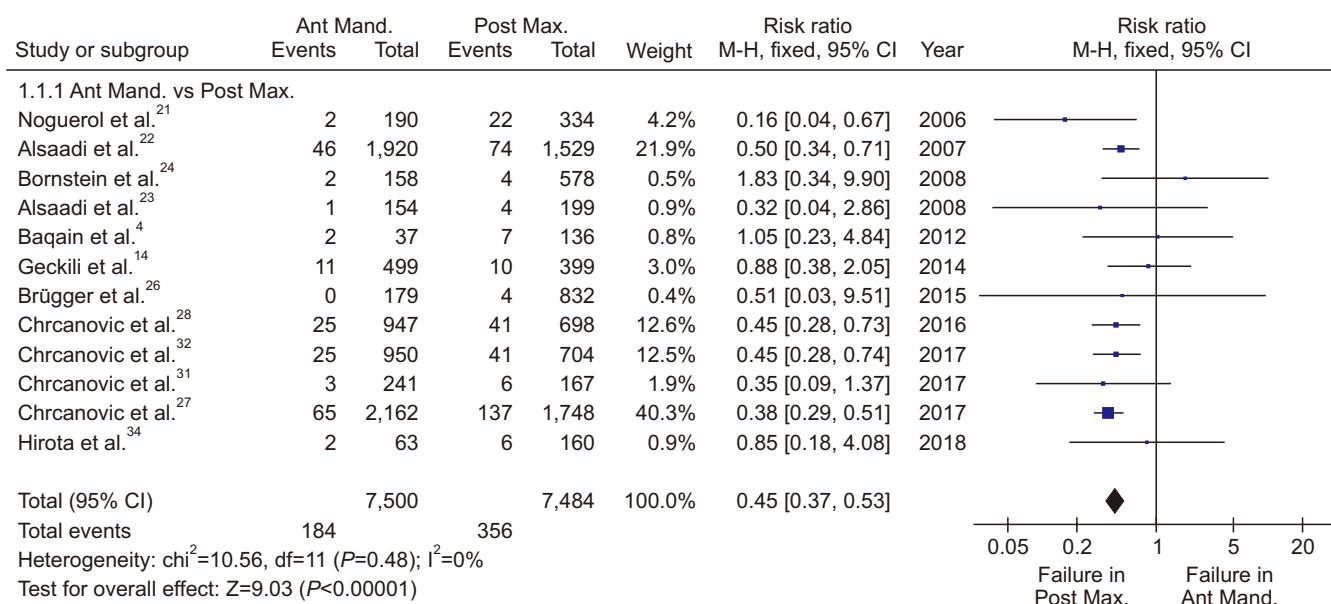 Ant Mand. Post Max. Risk ratio Risk ratio
Study or subgroup Events Total Events Total Weight M-H, fixed, 95% CI Year M-H, fixed, 95% CI
1.1.1 Ant Mand. vs Post Max.
Noguerol et al.21 2 190 22 334 4.2% 0.16 [0.04, 0.67] 2006
Alsaadi et al.22 46 1,920 74 1,529 21.9% 0.50 [0.34, 0.71] 2007
Bornstein et al.24 2 158 4 578 0.5% 1.83 [0.34, 9.90] 2008
Alsaadi et al.23 1 154 4 199 0.9% 0.32 [0.04, 2.86] 2008
Baqain et al.4 2 37 7 136 0.8% 1.05 [0.23, 4.84] 2012
Geckili et al.14 11 499 10 399 3.0% 0.88 [0.38, 2.05] 2014
Brügger et al.26 0 179 4 832 0.4% 0.51 [0.03, 9.51] 2015
Chrcanovic et al.28 25 947 41 698 12.6% 0.45 [0.28, 0.73] 2016
Chrcanovic et al.32 25 950 41 704 12.5% 0.45 [0.28, 0.74] 2017
Chrcanovic et al.31 3 241 6 167 1.9% 0.35 [0.09, 1.37] 2017
Chrcanovic et al.27 65 2,162 137 1,748 40.3% 0.38 [0.29, 0.51] 2017
Hirota et al.34 2 63 6 160 0.9% 0.85 [0.18, 4.08] 2018
Total (95% CI) 7,500 7,484 100.0% 0.45 [0.37, 0.53]
Total events 184 356
Heterogeneity: chi2=10.56, df=11 (P=0.48); I2=0%
Test for overall effect: Z=9.03 (P<0.00001)
0.05 0.2 1 5 20
Failure in Failure in
Post Max. Ant Mand.